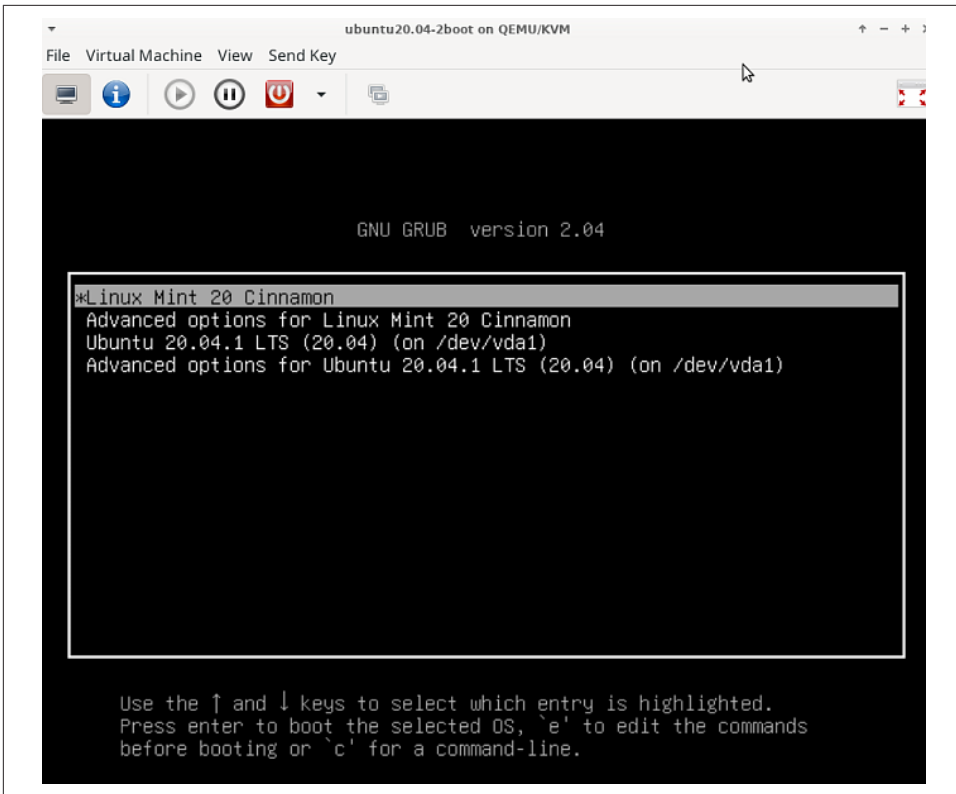 ubuntu20.04-2boot on QEMU/KVM
File Virtual Machine View Send Key
GNU GRUB version 2.04
*Linux Mint 20 Cinnamon
Advanced options for Linux Mint 20 Cinnamon
Ubuntu 20.04.1 LTS (20.04) (on /dev/vda1)
Advanced options for Ubuntu 20.04.1 LTS (20.04) (on /dev/vda1)
Use the ↑ and ↓ keys to select which entry is highlighted.
Press enter to boot the selected OS, `e' to edit the commands
before booting or `c' for a command-line.